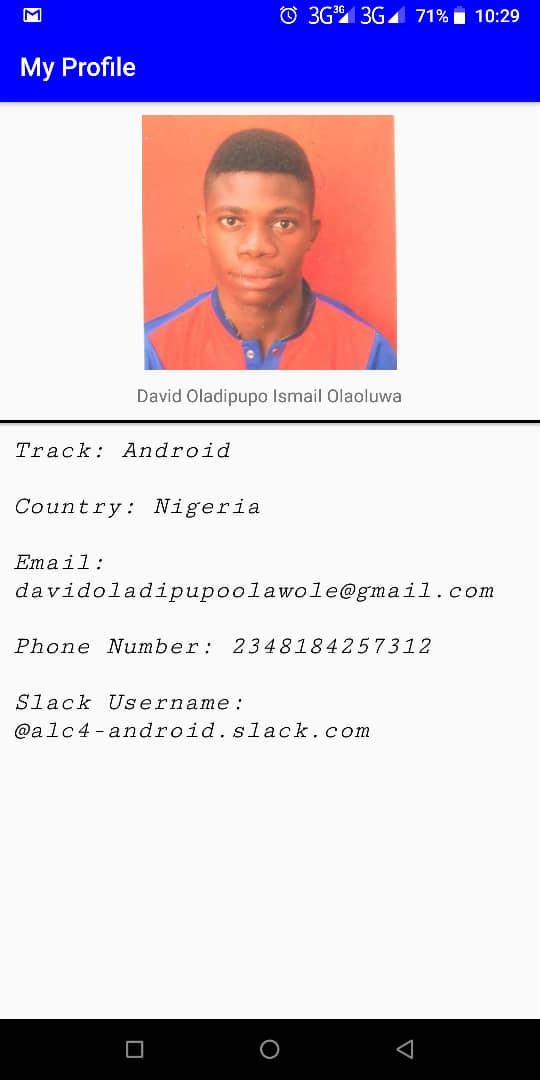 3G 3G 3G 71% 10:29
My Profile
David Oladipupo Ismail Olaoluwa
Track: Android
Country: Nigeria
Email:
davidoladipupoolawole@gmail.com
Phone Number: 2348184257312
Slack Username:
@alc4-android.slack.com